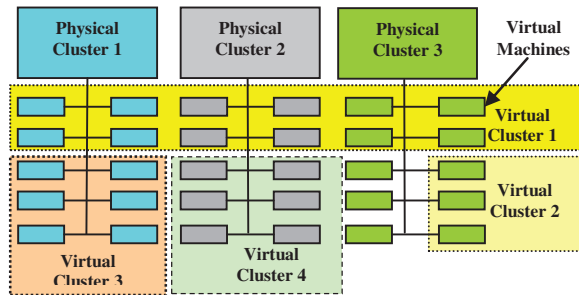 Physical
Cluster 1
Physical
Cluster 2
Physical
Cluster 3
Virtual
Machines
Virtual
Cluster 1
Virtual
Cluster 2
Virtual
Cluster 3
Virtual
Cluster 4